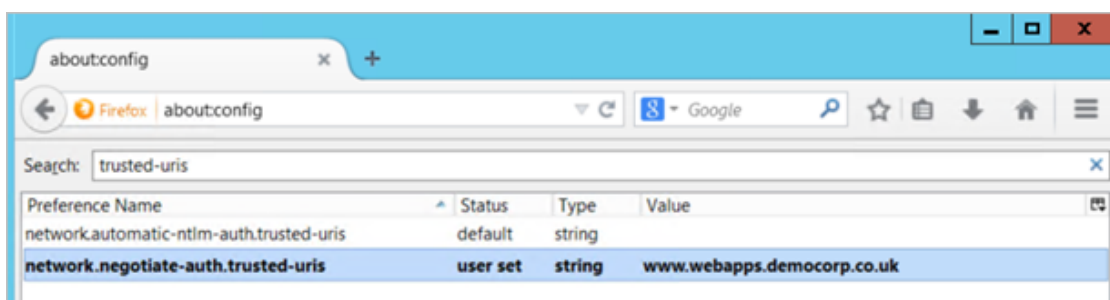 about:config
Firefox about:config Google
Search: trusted-uris
Preference Name Status Type Value
network.automatic-ntlm-auth.trusted-uris default string
network.negotiate-auth.trusted-uris user set string www.webapps.democorp.co.uk